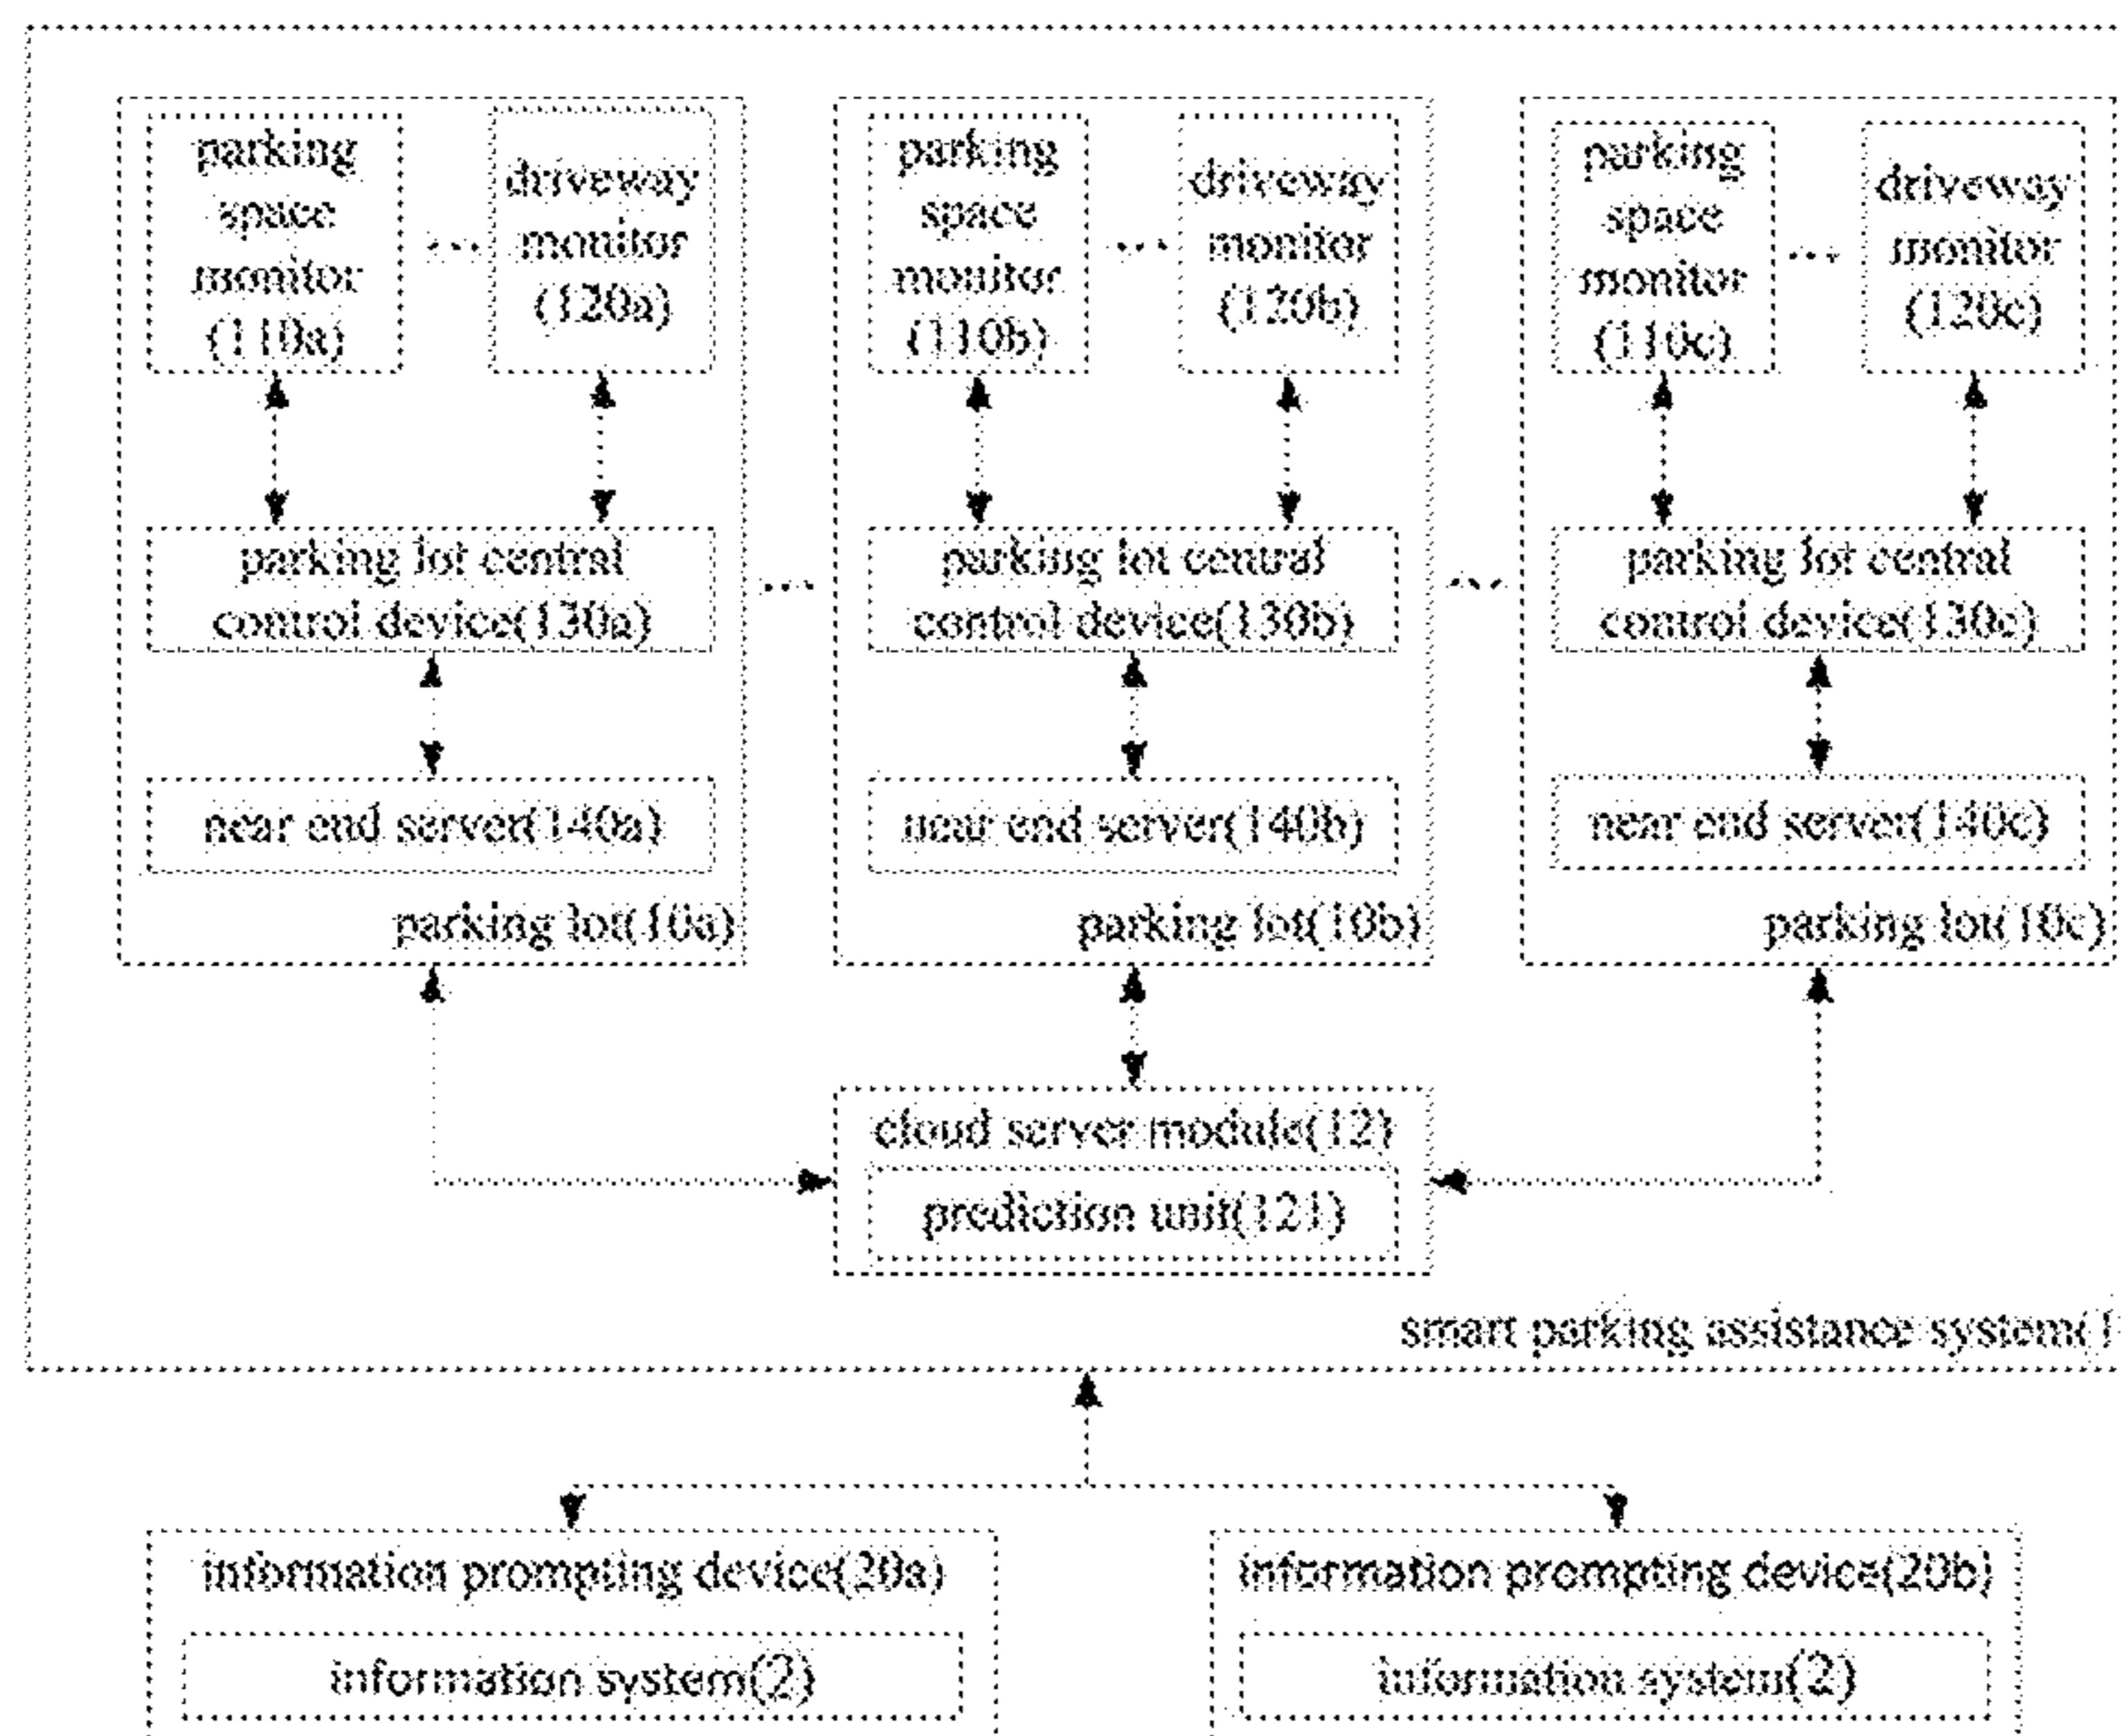 parking
space
monitor
(110a)
...
driveway
monitor
(120a)
parking lot central
control device(130a)
near end server(140a)
parking lot(10a)
...
parking
space
monitor
(110b)
...
driveway
monitor
(120b)
parking lot central
control device(130b)
near end server(140b)
parking lot(10b)
...
parking
space
monitor
(110c)
...
driveway
monitor
(120c)
parking lot central
control device(130c)
near end server(140c)
parking lot(10c)
cloud server module(12)
prediction unit(121)
smart parking assistance system(1
information prompting device(20a)
information system(2)
information prompting device(20b)
information system(2)